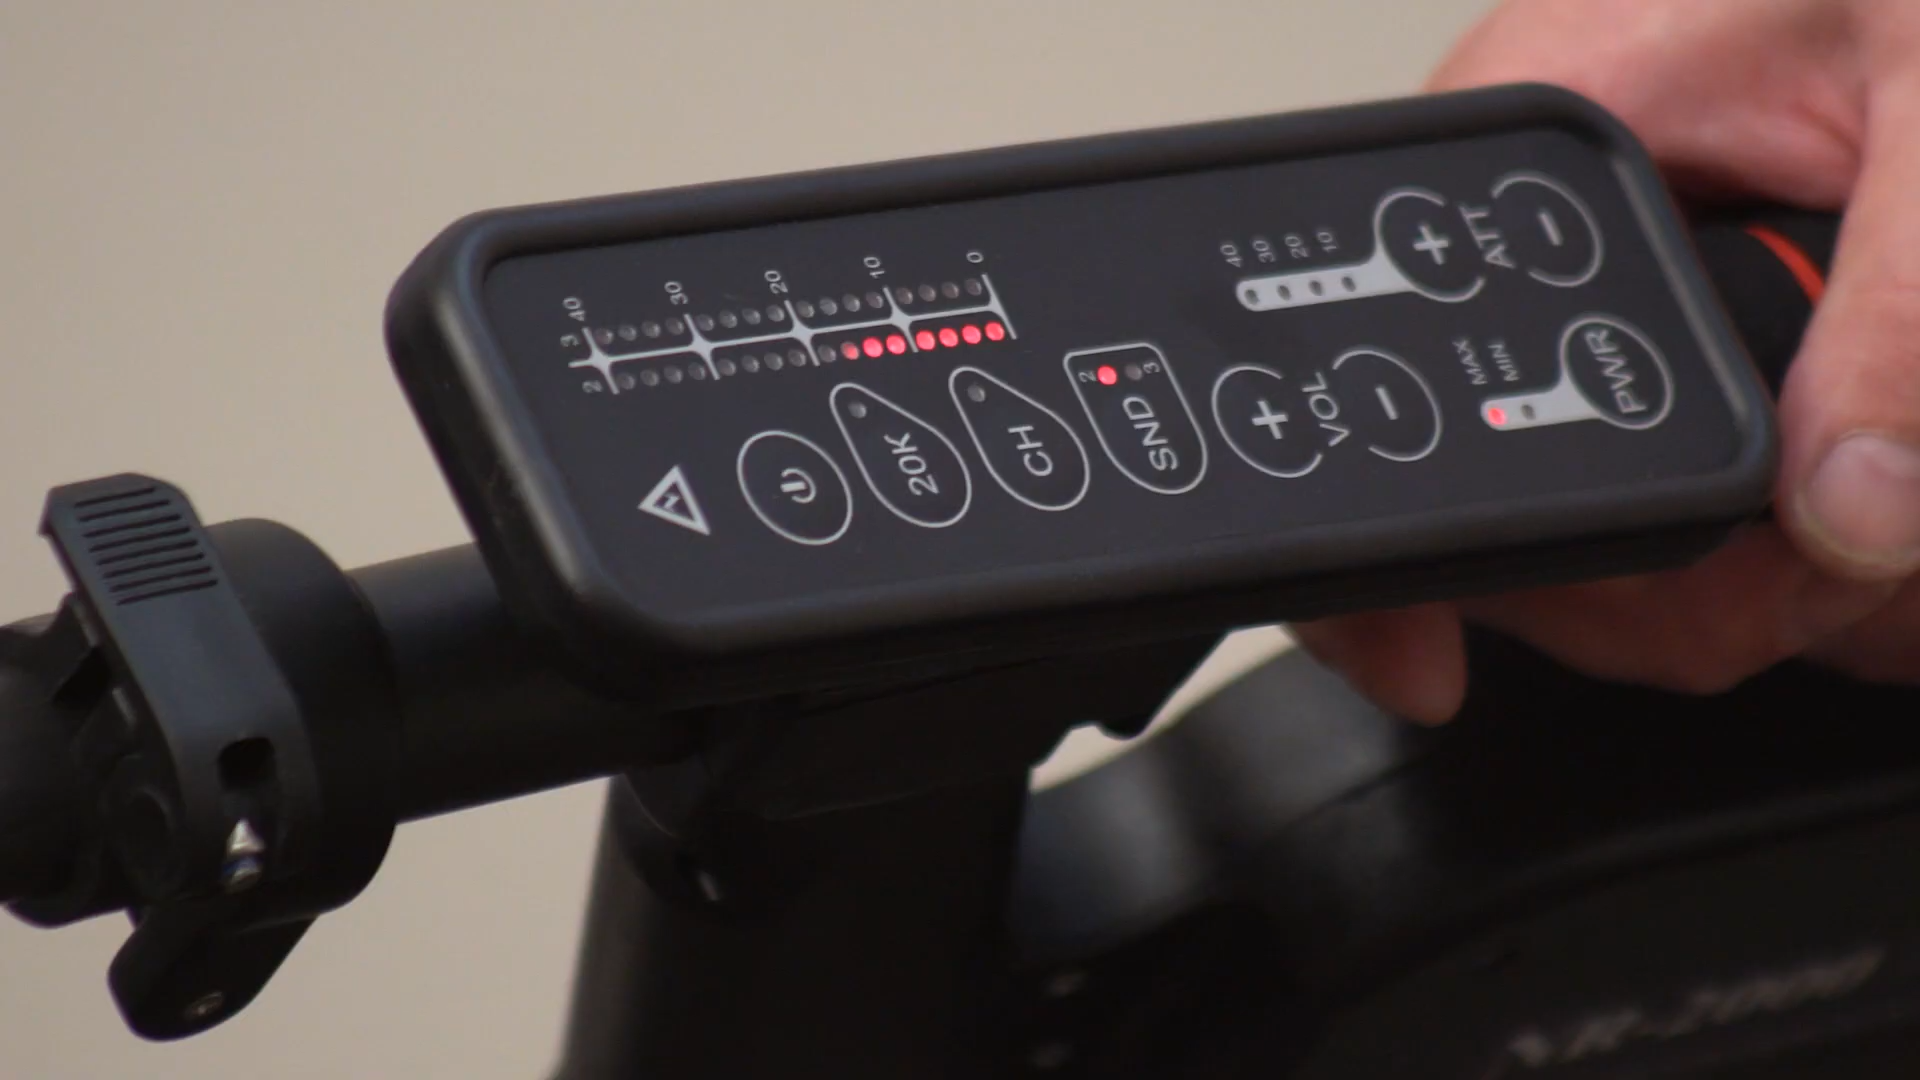 3 40 30 20 10 0
2
40 30 20 10
+ ATT -
20K
CH
SND 2 3
+ VOL -
MAX
MIN
PWR